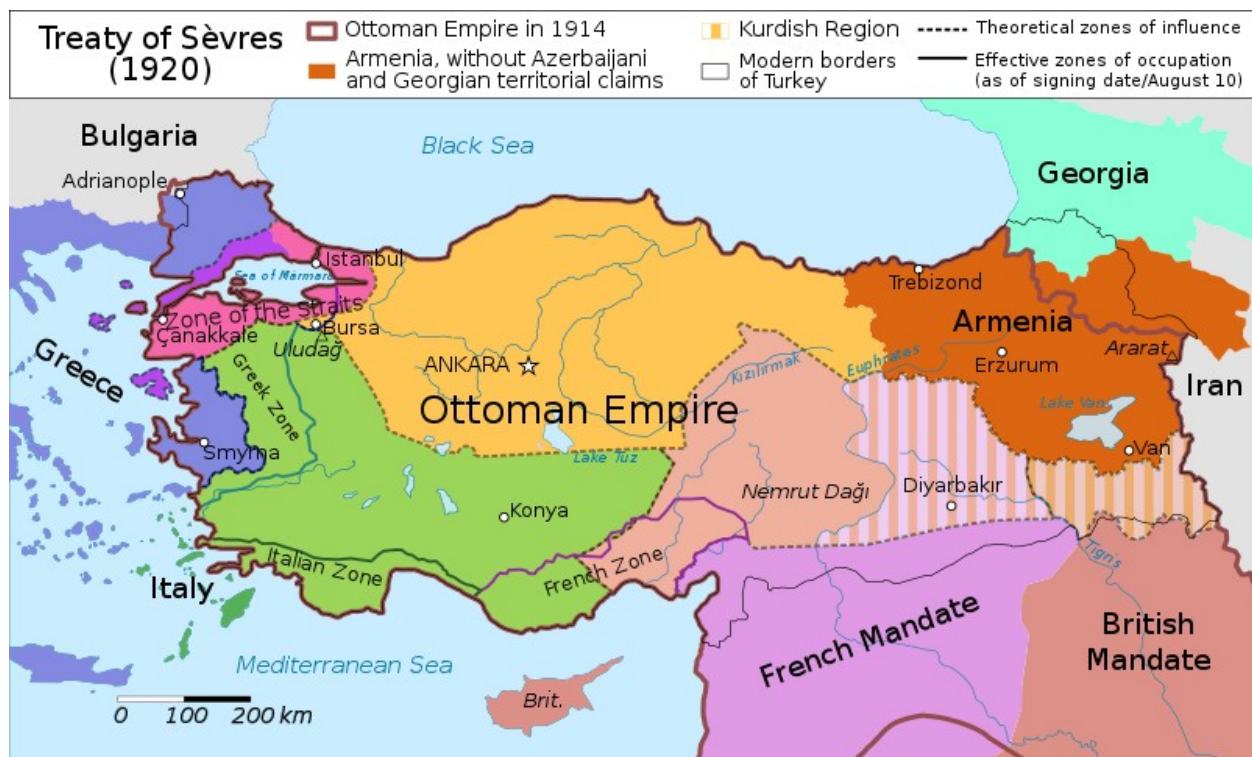 Treaty of Sèvres
(1920)
Ottoman Empire in 1914
Armenia, without Azerbaijani
and Georgian territorial claims
Kurdish Region
Modern borders
of Turkey
Theoretical zones of influence
Effective zones of occupation
(as of signing date/August 10)
Bulgaria
Adrianople
Black Sea
Georgia
Istanbul
Sea of Marmara
Zone of the Straits
Çanakkale
Bursa
Uludağ
Trebizond
Armenia
Erzurum
Ararat
Iran
Greece
Greek Zone
ANKARA
Kızılırmak
Euphrates
Ottoman Empire
Lake Van
Van
Smyrna
Lake Tuz
Konya
Nemrut Dağı
Diyarbakır
Italian Zone
French Zone
Italy
Tigris
French Mandate
British
Mandate
Mediterranean Sea
Brit.
0 100 200 km